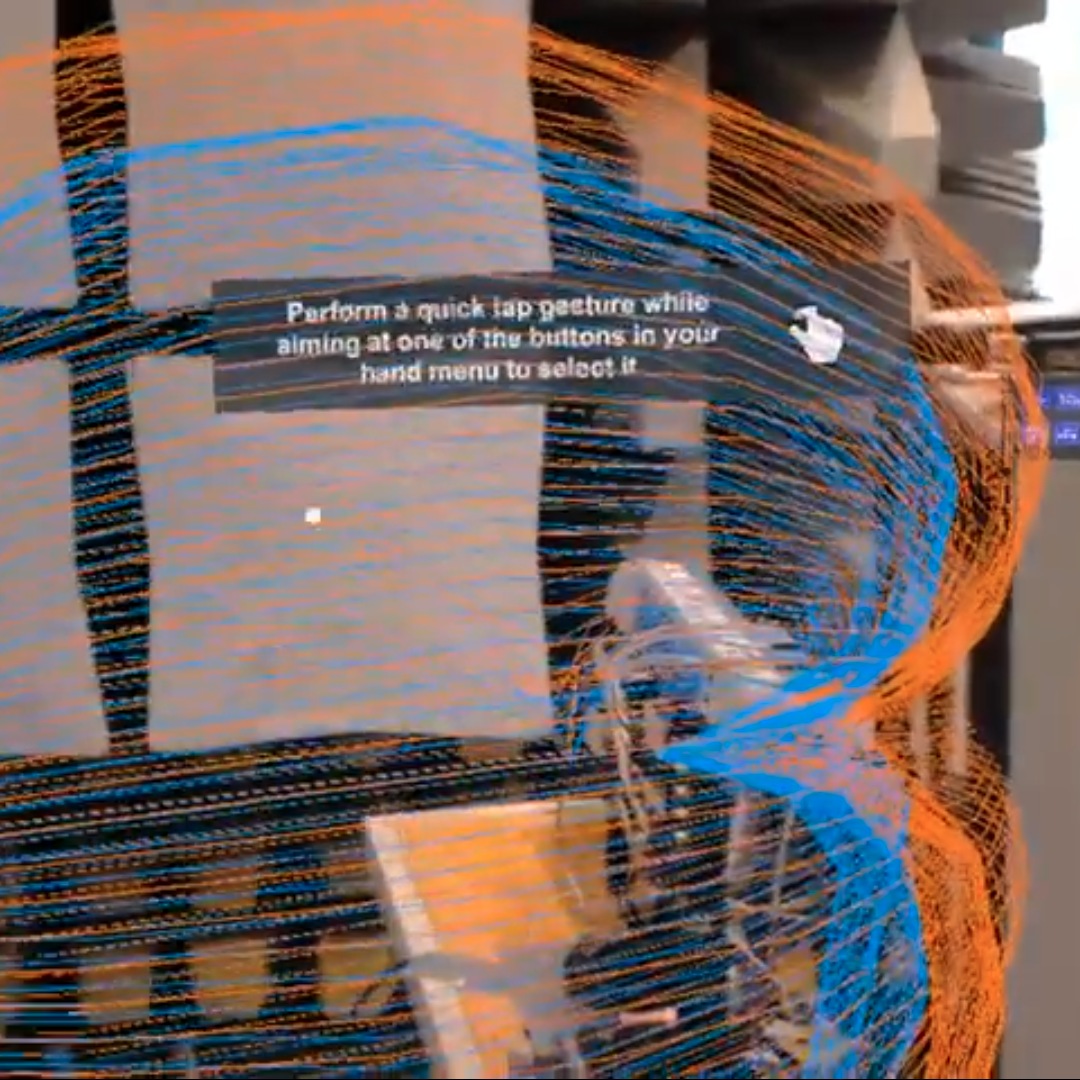 Perform a quick tap gesture while
aiming at one of the buttons in your
hand menu to select it